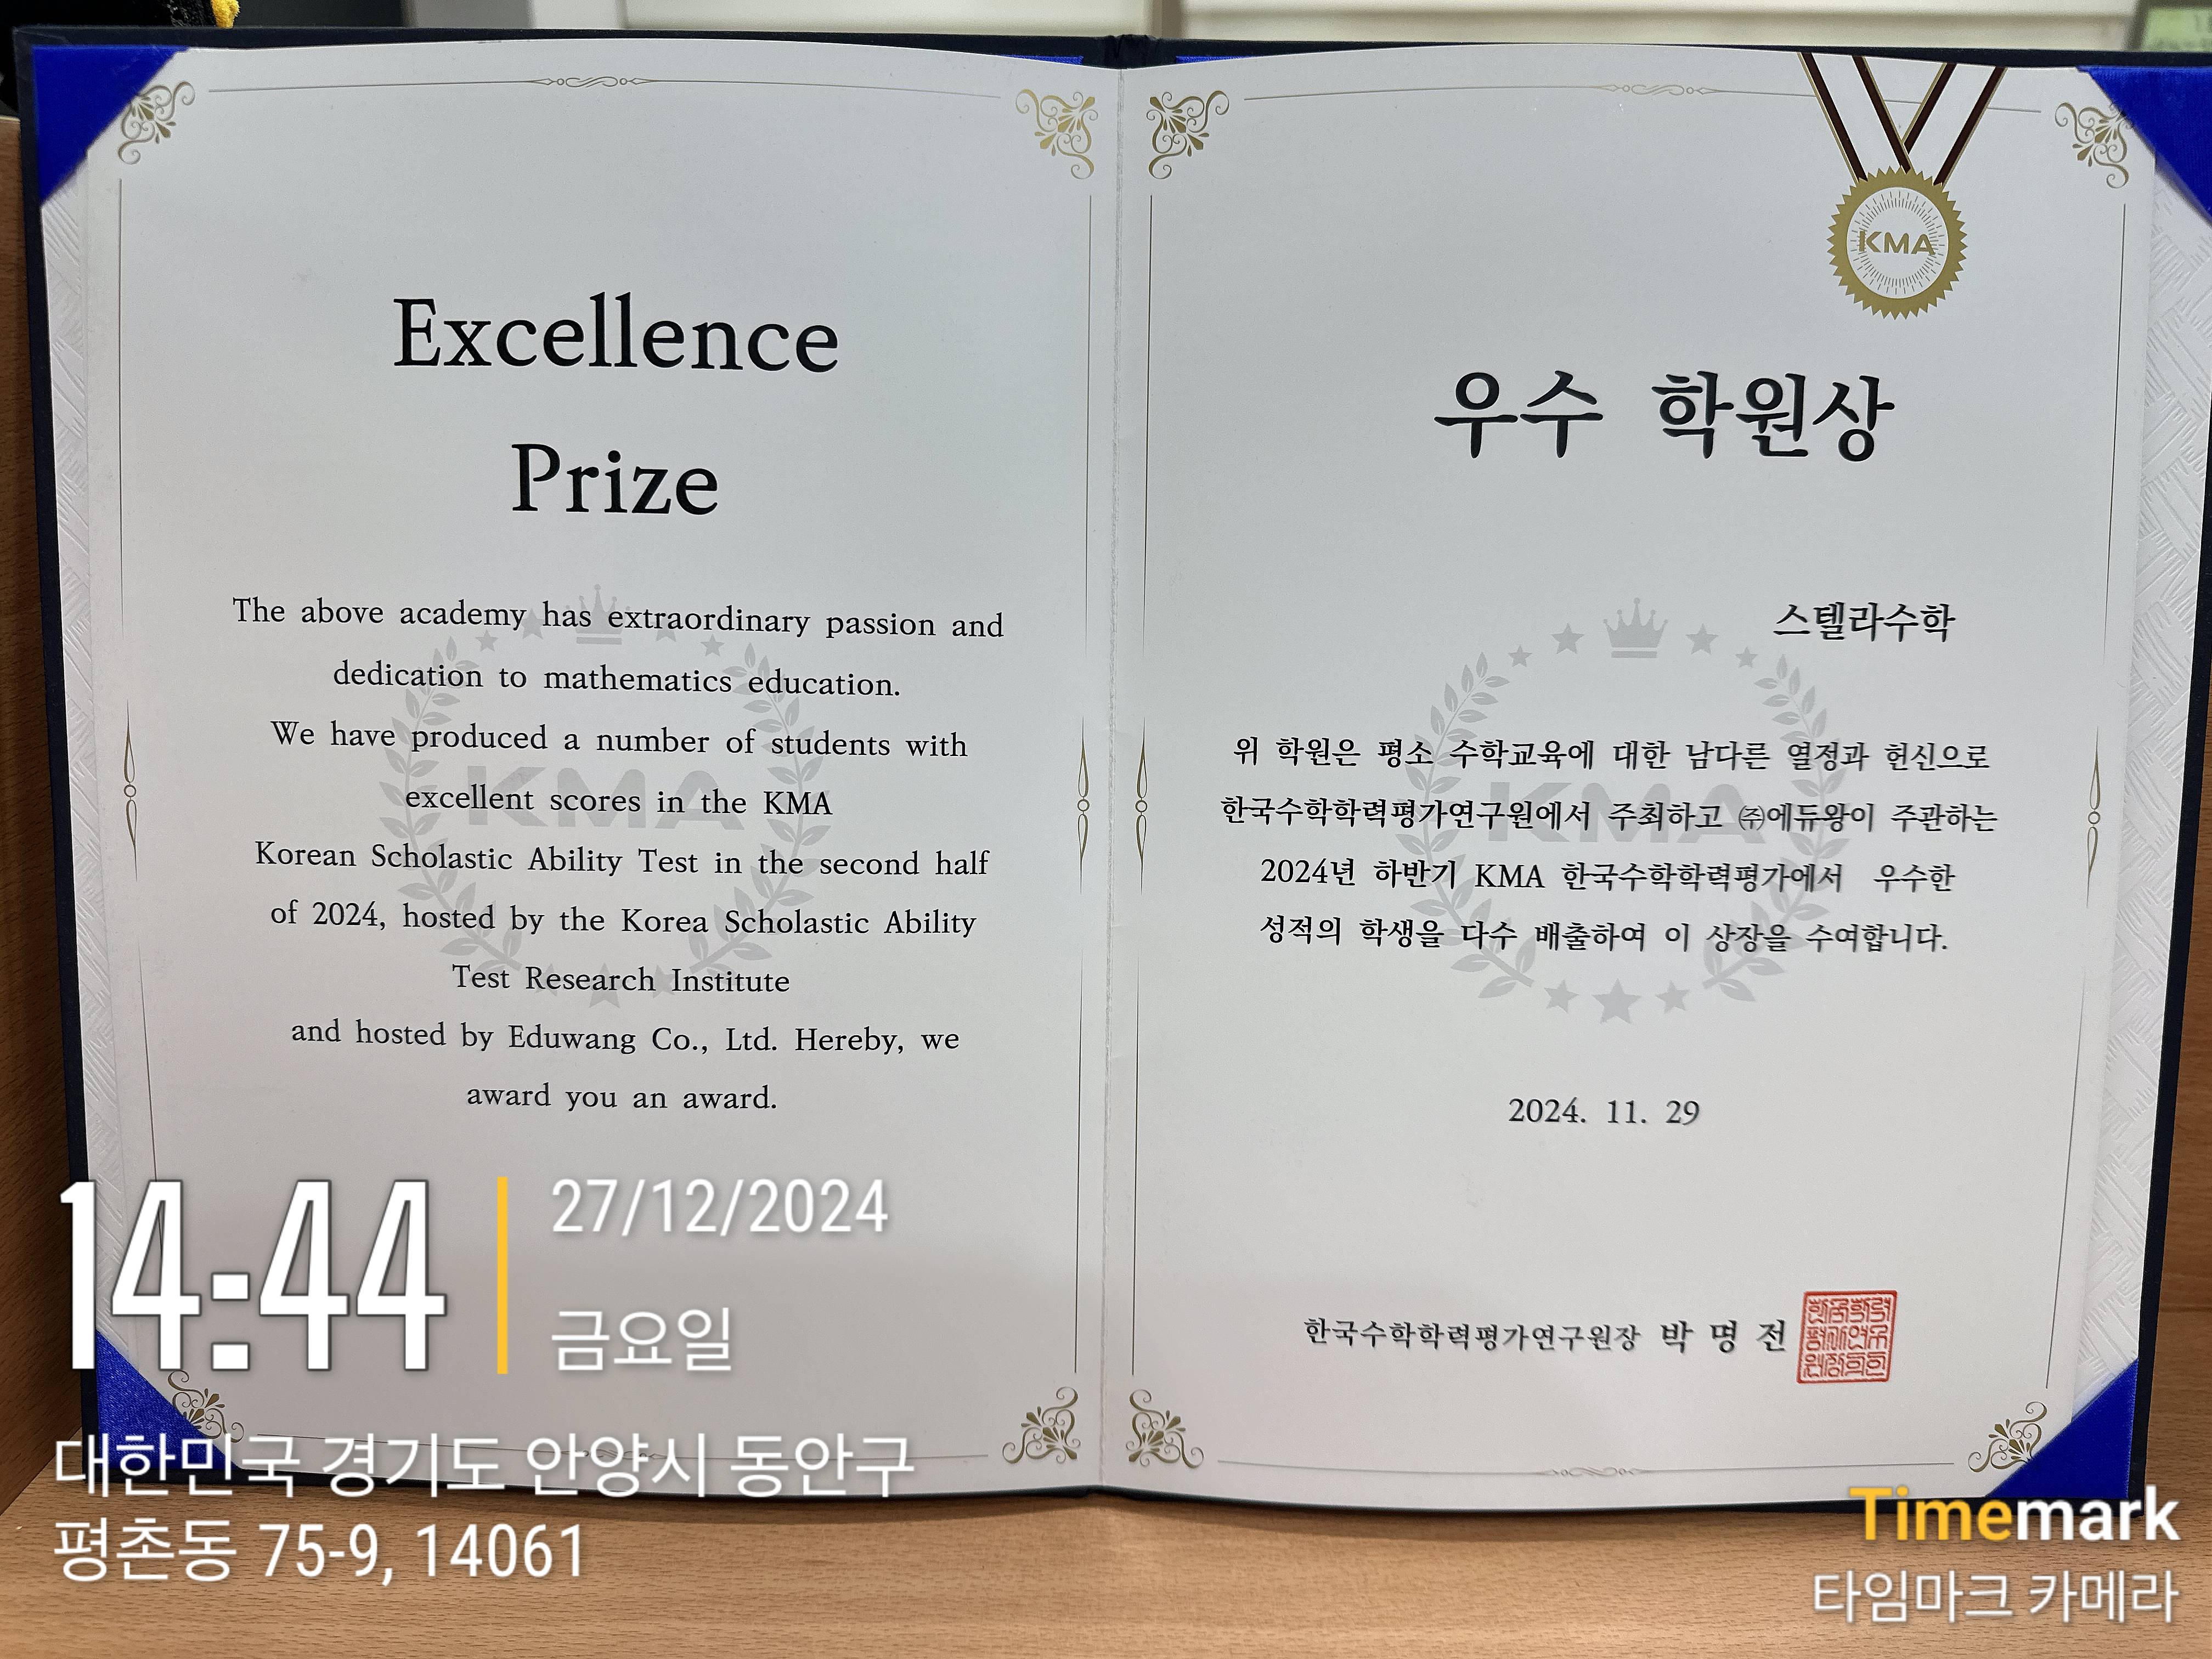 Excellence
Prize
The above academy has extraordinary passion and
dedication to mathematics education.
We have produced a number of students with
excellent scores in the KMA
Korean Scholastic Ability Test in the second half
of 2024, hosted by the Korea Scholastic Ability
Test Research Institute
and hosted by Eduwang Co., Ltd. Hereby, we
award you an award.
KMA
KMA
우수 학원상
스텔라수학
위 학원은 평소 수학교육에 대한 남다른 열정과 헌신으로
한국수학학력평가연구원에서 주최하고 ㈜에듀왕이 주관하는
2024년 하반기 KMA 한국수학학력평가에서 우수한
성적의 학생을 다수 배출하여 이 상장을 수여합니다.
KMA
2024. 11. 29
한국수학학력평가연구원장 박 명 전
14:44
27/12/2024
금요일
대한민국 경기도 안양시 동안구
평촌동 75-9, 14061
Timemark
타임마크 카메라